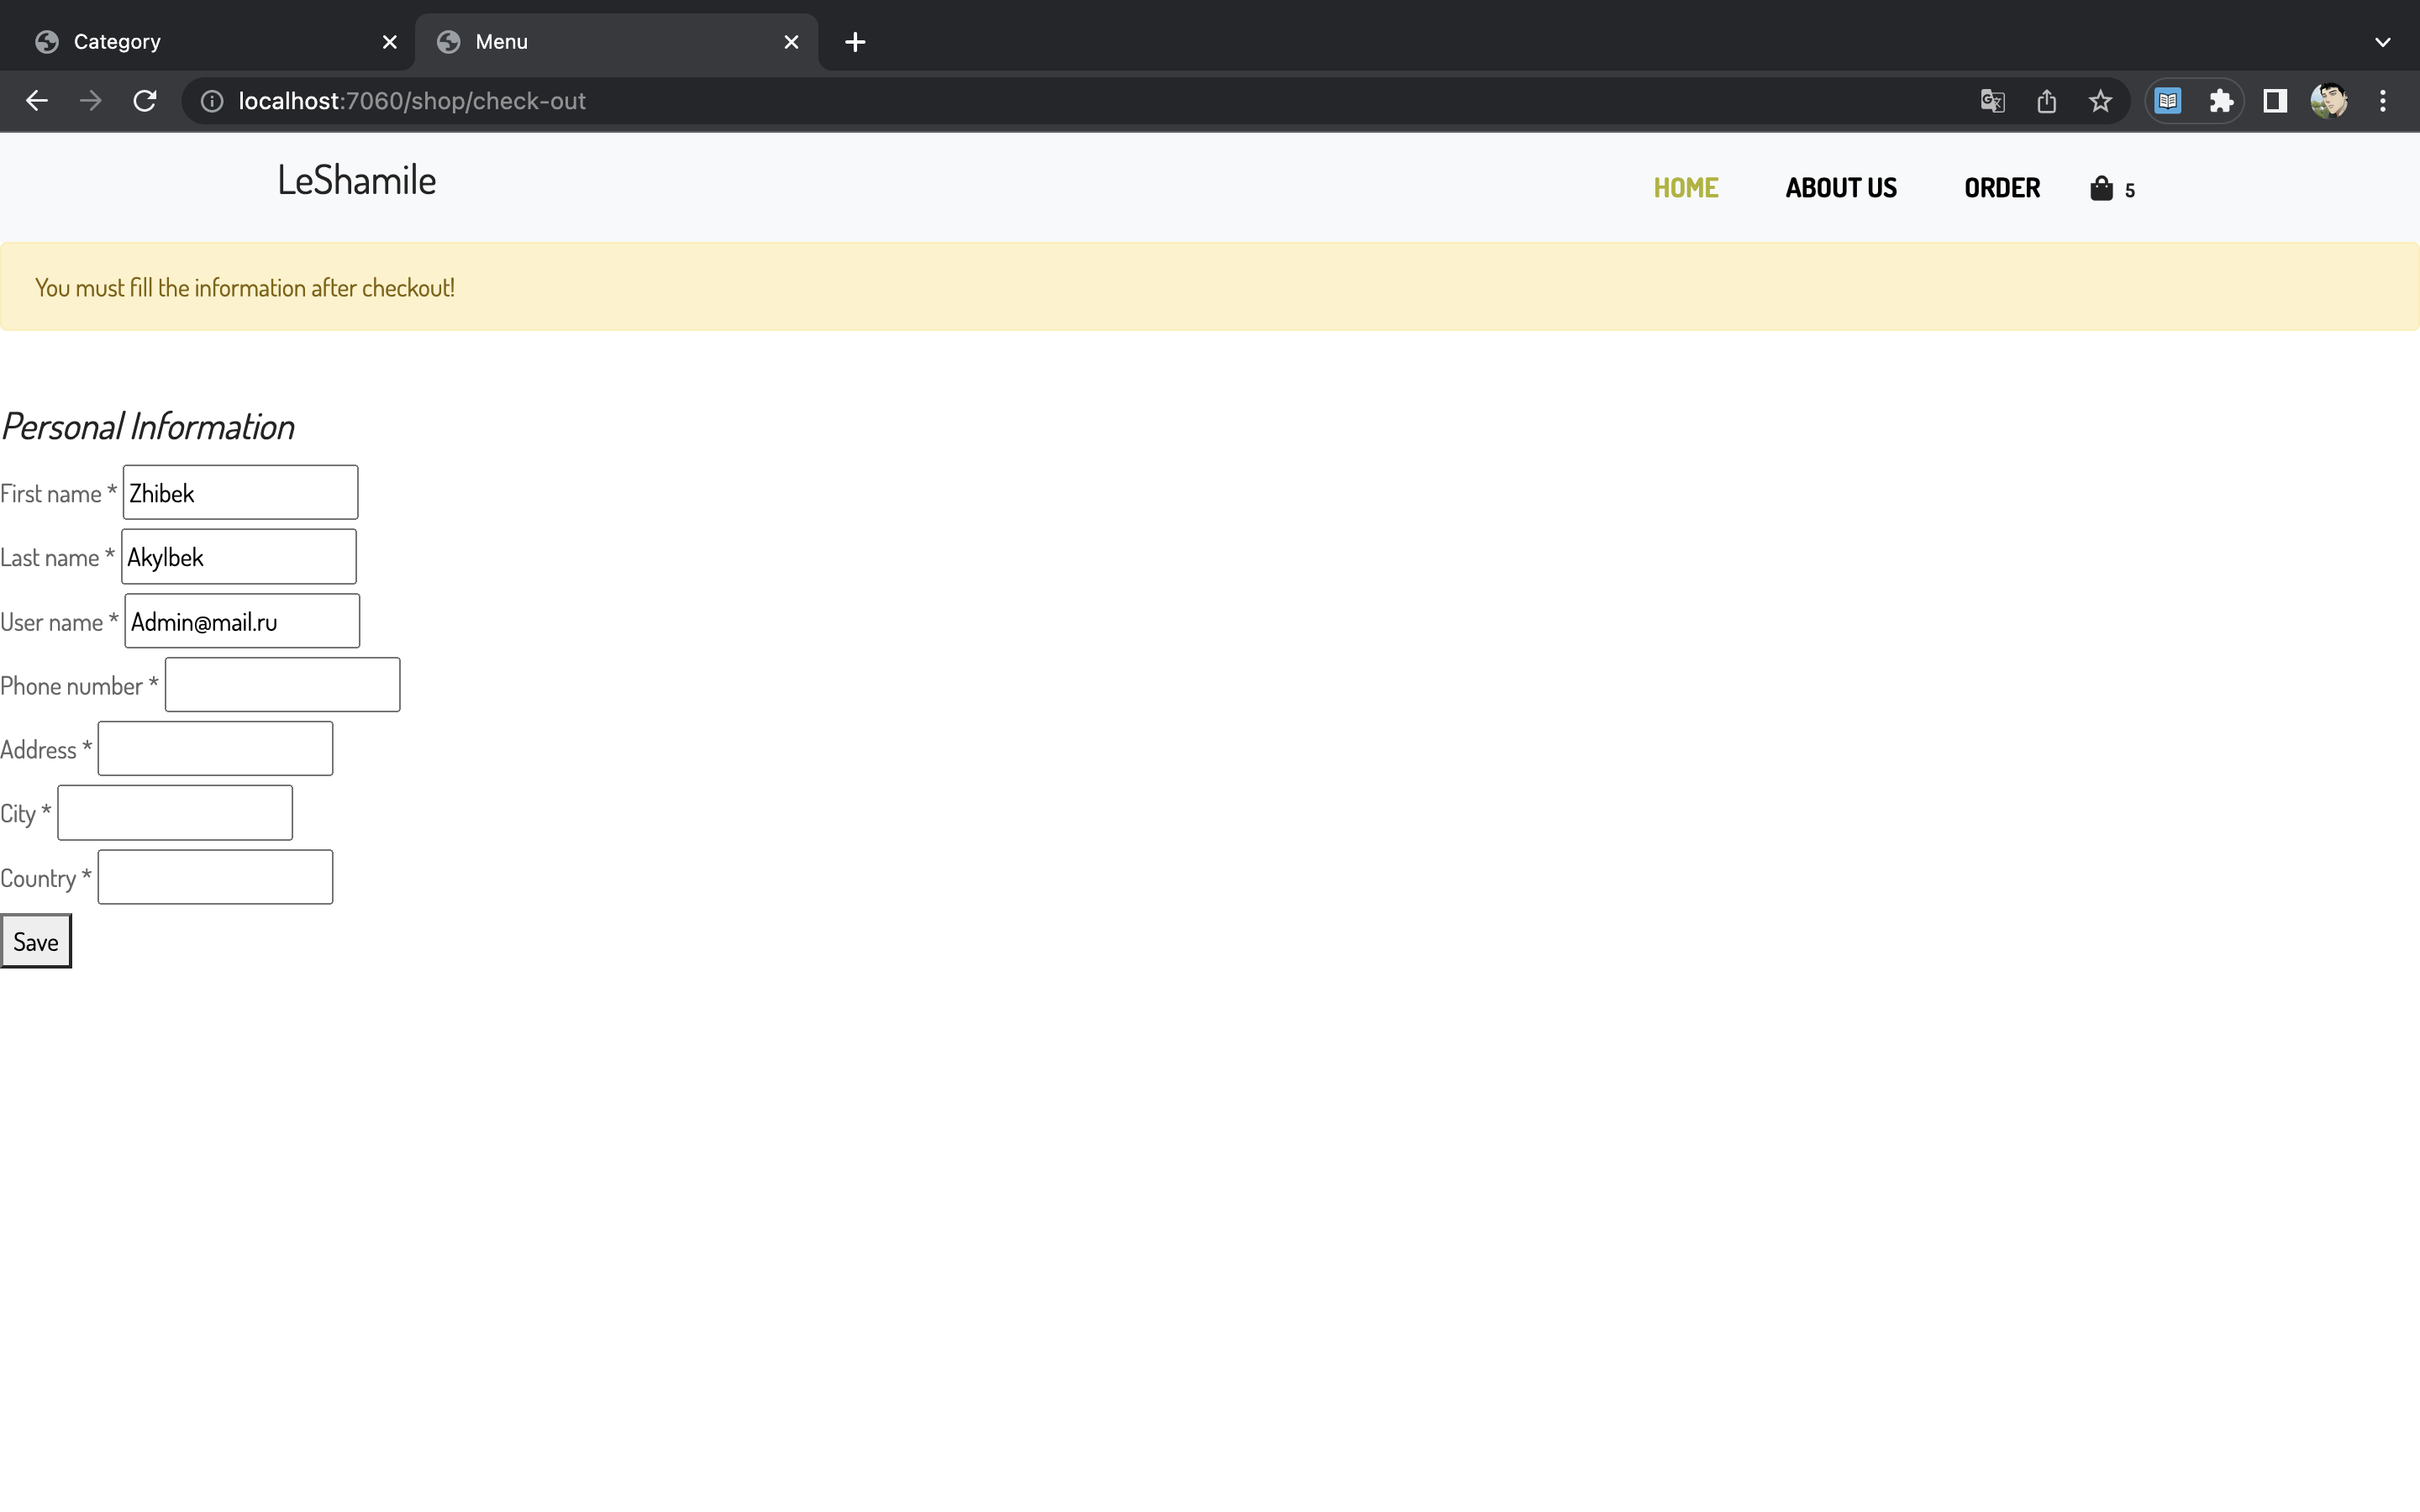 Category
Menu
localhost:7060/shop/check-out
LeShamile
HOME ABOUT US ORDER 5
You must fill the information after checkout!
Personal Information
First name * Zhibek
Last name * Akylbek
User name * Admin@mail.ru
Phone number *
Address *
City *
Country *
Save